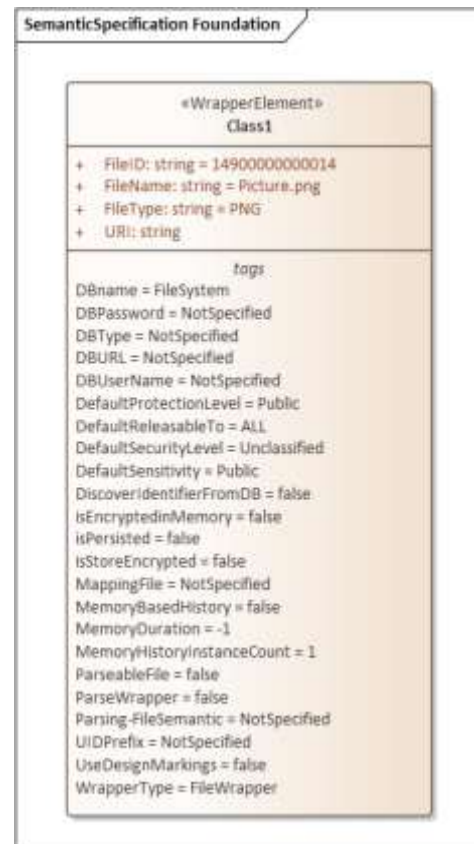 SemanticSpecification Foundation
«WrapperElement»
Class1
+ FileID: string = 14900000000014
+ FileName: string = Picture.png
+ FileType: string = PNG
+ URI: string
tags
DBname = FileSystem
DBPassword = NotSpecified
DBType = NotSpecified
DBURL = NotSpecified
DBUserName = NotSpecified
DefaultProtectionLevel = Public
DefaultReleasableTo = ALL
DefaultSecurityLevel = Unclassified
DefaultSensitivity = Public
DiscoverIdentifierFromDB = false
isEncryptedinMemory = false
isPersisted = false
isStoreEncrypted = false
MappingFile = NotSpecified
MemoryBasedHistory = false
MemoryDuration = -1
MemoryHistoryInstanceCount = 1
ParseableFile = false
ParseWrapper = false
Parsing-FileSemantic = NotSpecified
UIDPrefix = NotSpecified
UseDesignMarkings = false
WrapperType = FileWrapper